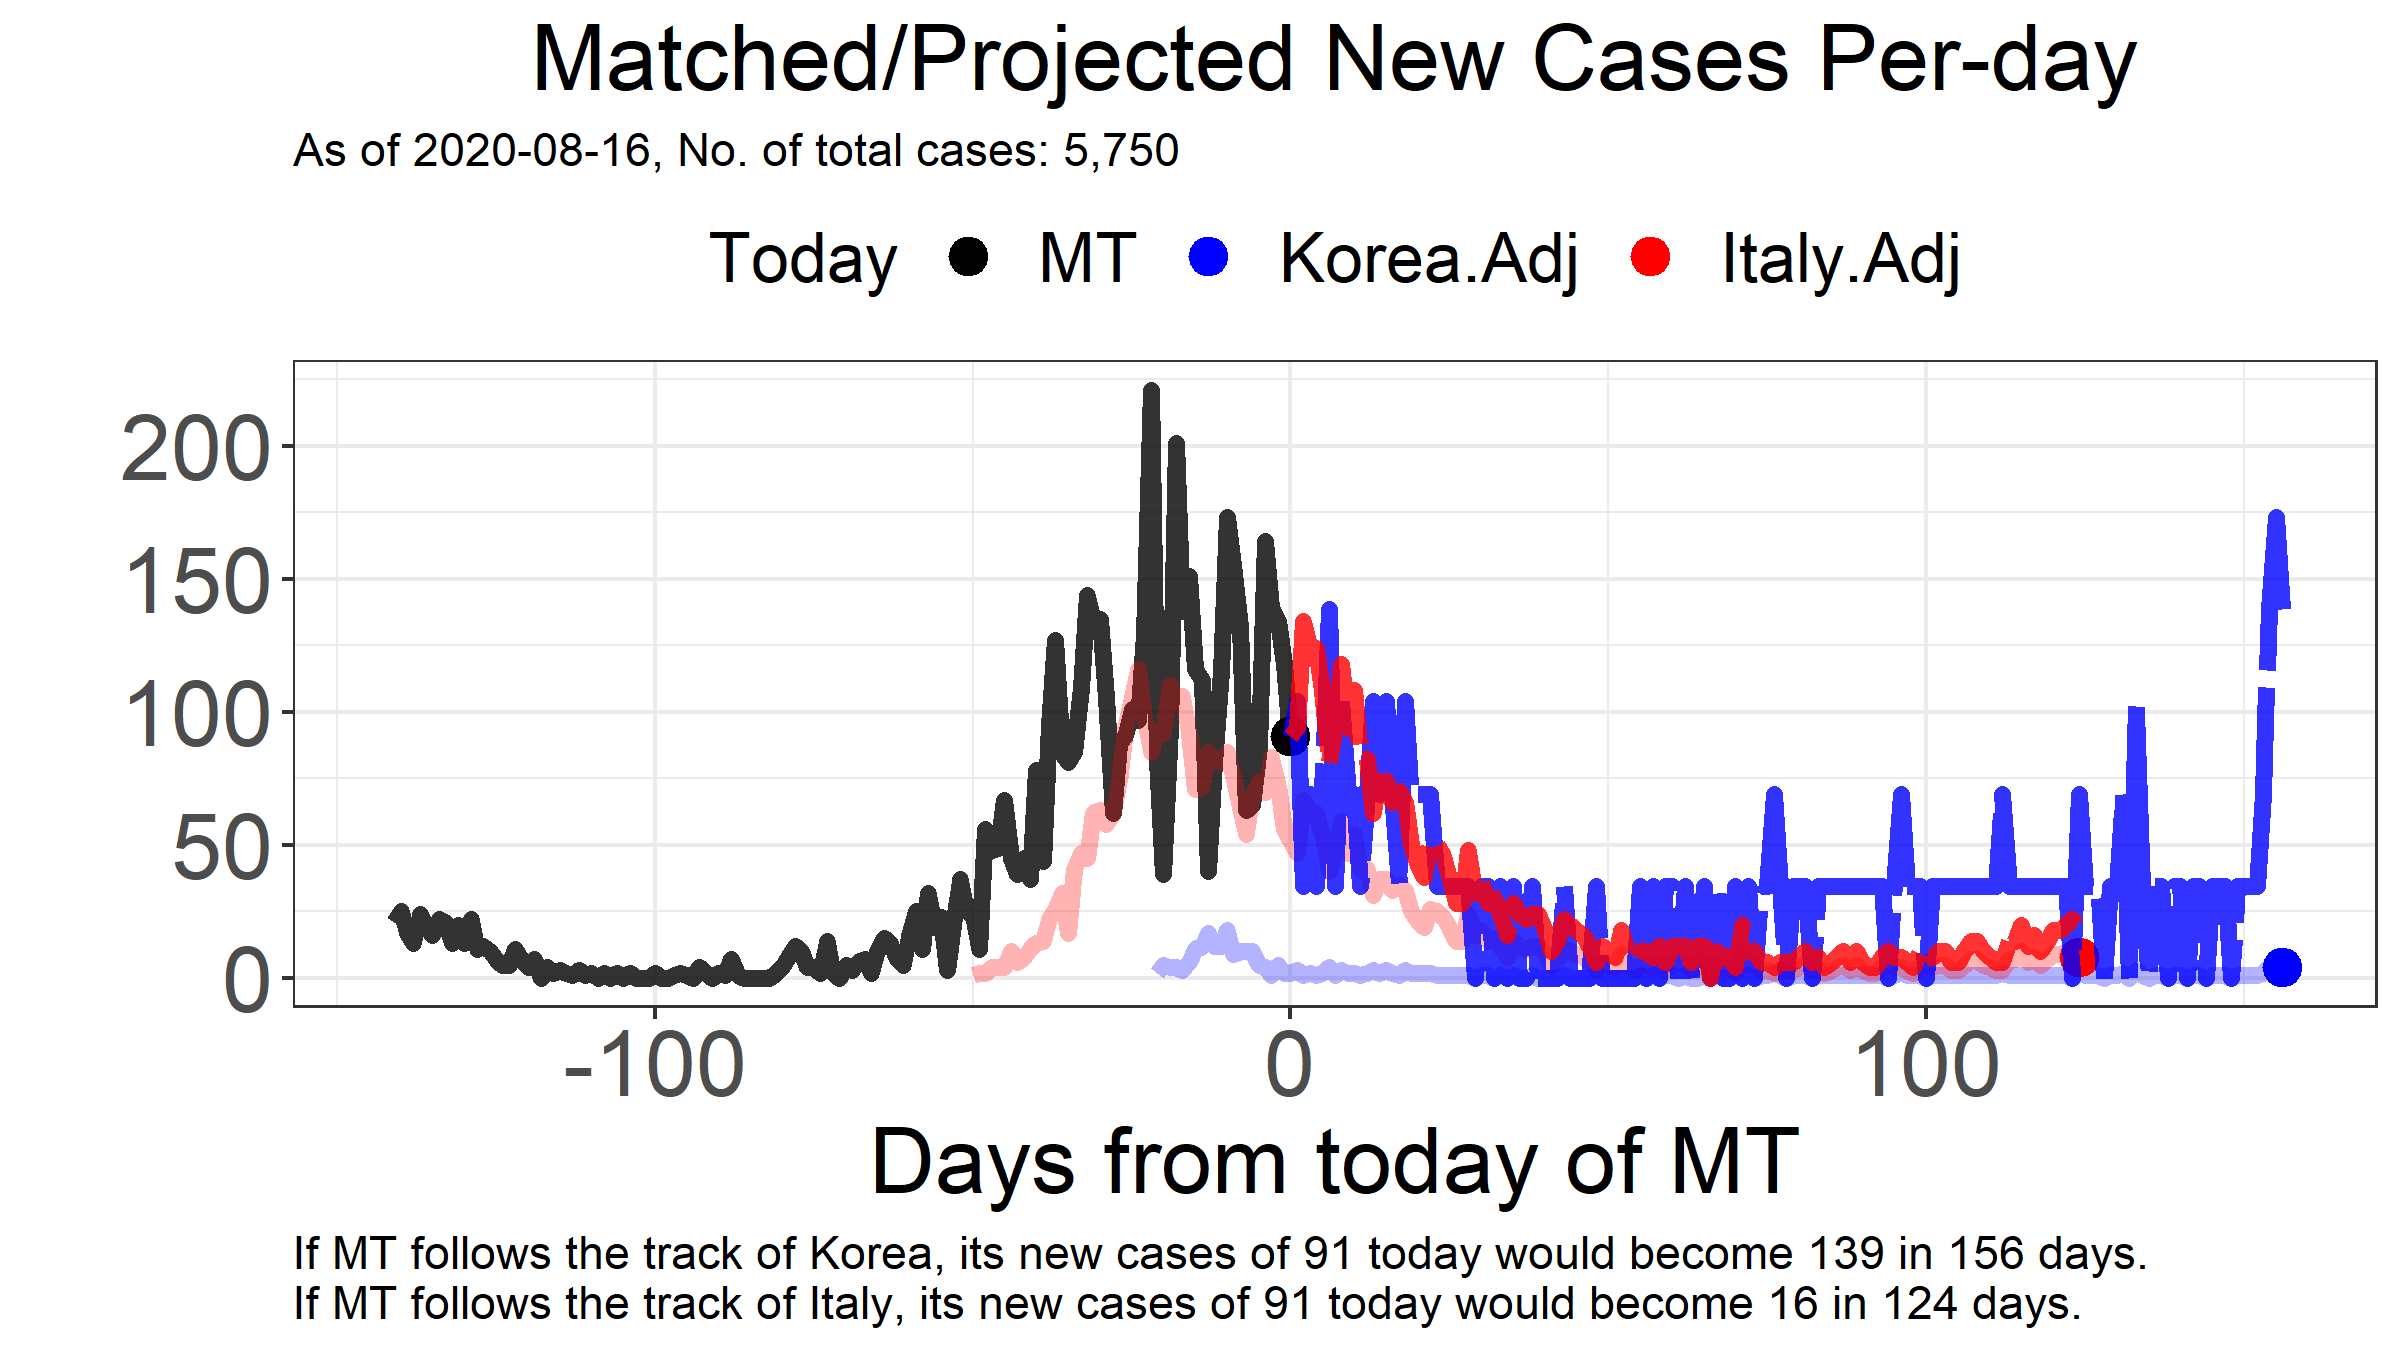 Matched/Projected New Cases Per-day
As of 2020-08-16, No. of total cases: 5,750
Today MT Korea.Adj Italy.Adj
200
150
100
50
0
-100 0 100
Days from today of MT
If MT follows the track of Korea, its new cases of 91 today would become 139 in 156 days.
If MT follows the track of Italy, its new cases of 91 today would become 16 in 124 days.